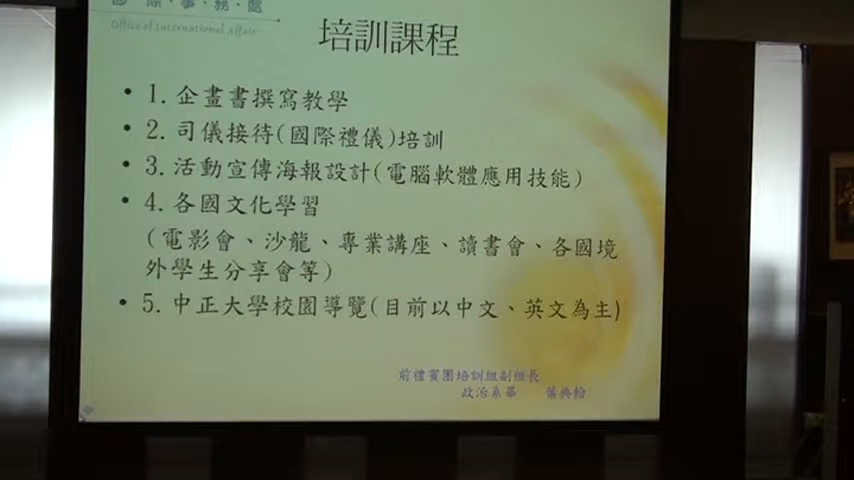 國 際 事 務 處
Office of International Affair
培訓課程
• 1. 企畫書撰寫教學
• 2. 司儀接待(國際禮儀)培訓
• 3. 活動宣傳海報設計(電腦軟體應用技能)
• 4. 各國文化學習
(電影會、沙龍、專業講座、讀書會、各國境
外學生分享會等)
• 5. 中正大學校園導覽(目前以中文、英文為主)
前禮賓團培訓組副組長
政治系畢 葉典翰